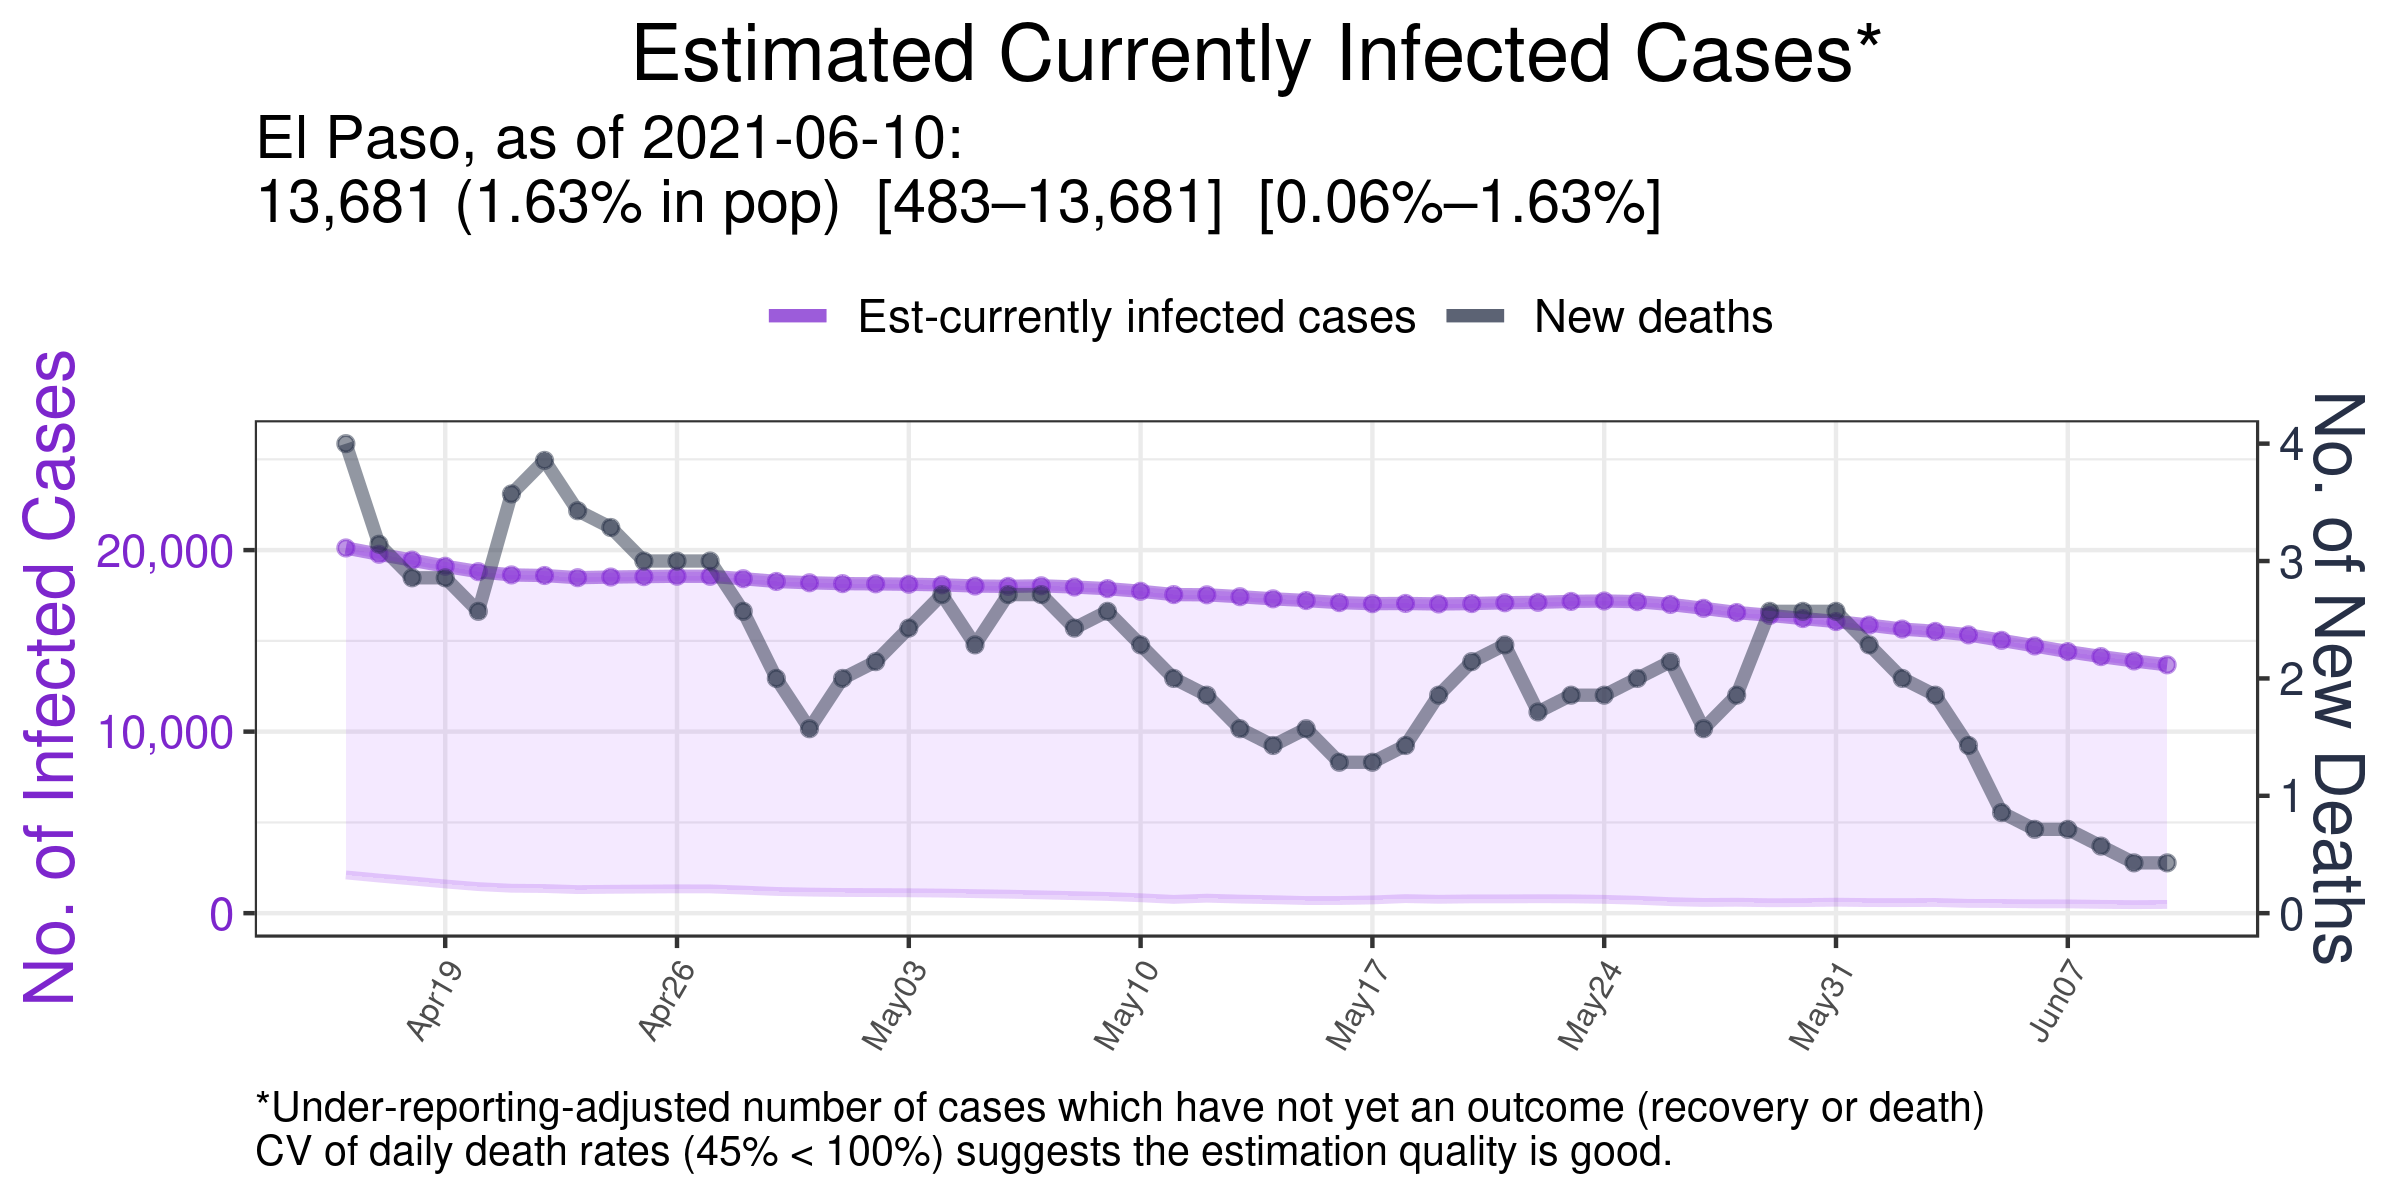 Estimated Currently Infected Cases*
El Paso, as of 2021-06-10:
13,681 (1.63% in pop)  [483–13,681]  [0.06%–1.63%]
Est-currently infected cases
New deaths
No. of Infected Cases
20,000
10,000
0
4
3
2
1
0
No. of New Deaths
Apr19
Apr26
May03
May10
May17
May24
May31
Jun07
*Under-reporting-adjusted number of cases which have not yet an outcome (recovery or death)
CV of daily death rates (45% < 100%) suggests the estimation quality is good.